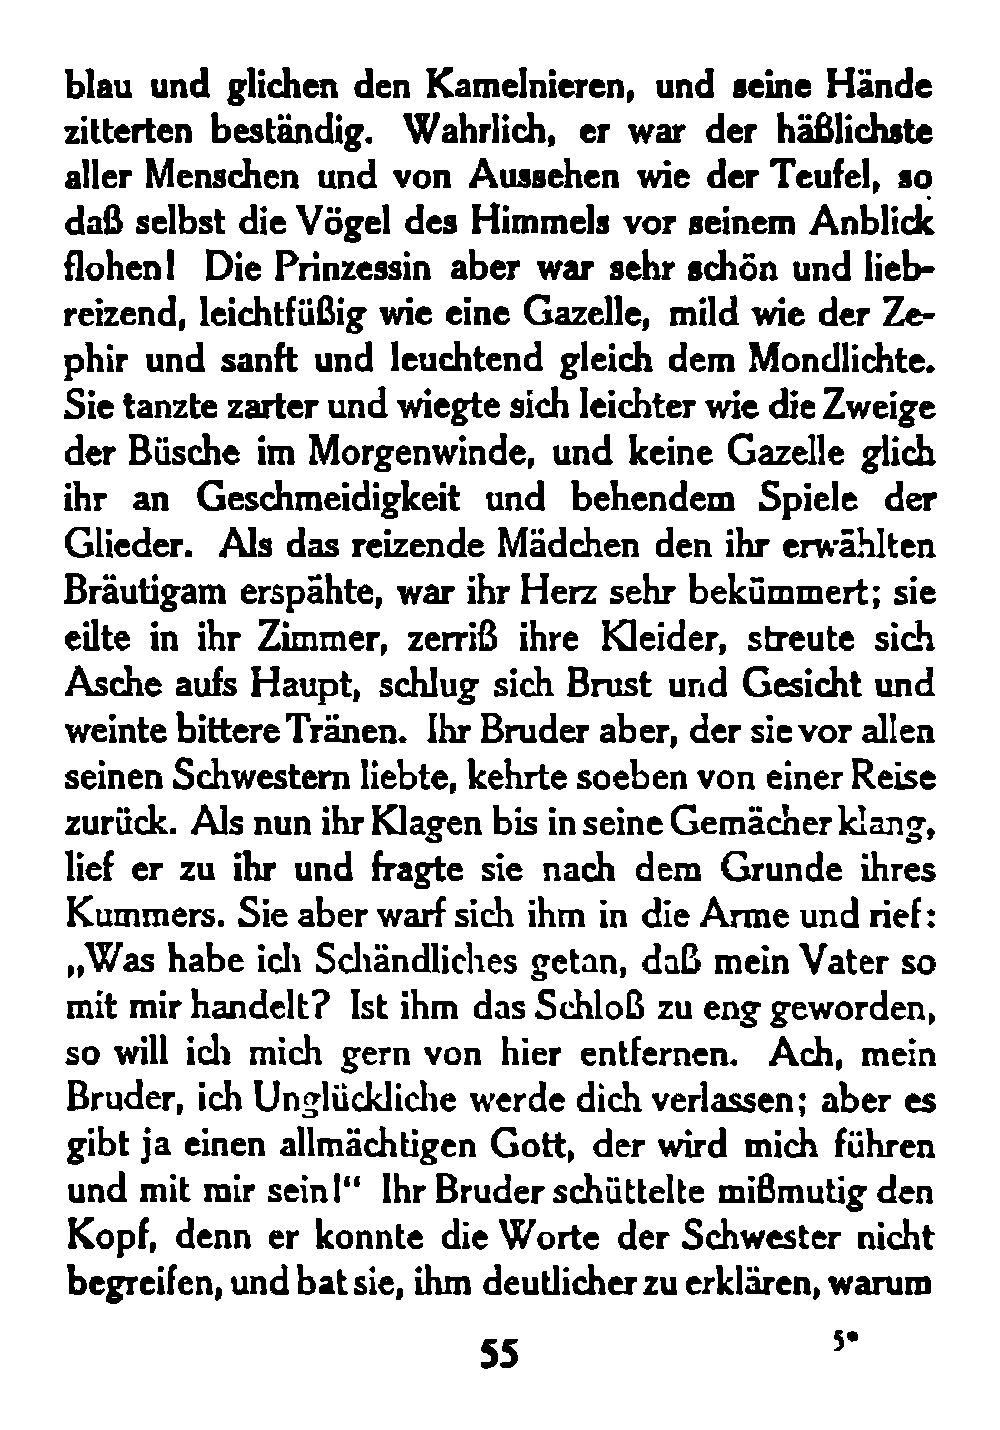 blau und glichen den Kamelnieren, und seine Hände
zitterten beständig. Wahrlich, er war der häßlichste
aller Menschen und von Aussehen wie der Teufel, so
daß selbst die Vögel des Himmels vor seinem Anblick
flohen! Die Prinzessin aber war sehr schön und lieb-
reizend, leichtfüßig wie eine Gazelle, mild wie der Ze-
phir und sanft und leuchtend gleich dem Mondlichte.
Sie tanzte zarter und wiegte sich leichter wie die Zweige
der Büsche im Morgenwinde, und keine Gazelle glich
ihr an Geschmeidigkeit und behendem Spiele der
Glieder. Als das reizende Mädchen den ihr erwählten
Bräutigam erspähte, war ihr Herz sehr bekümmert; sie
eilte in ihr Zimmer, zerriß ihre Kleider, streute sich
Asche aufs Haupt, schlug sich Brust und Gesicht und
weinte bittere Tränen. Ihr Bruder aber, der sie vor allen
seinen Schwestern liebte, kehrte soeben von einer Reise
zurück. Als nun ihr Klagen bis in seine Gemächer klang,
lief er zu ihr und fragte sie nach dem Grunde ihres
Kummers. Sie aber warf sich ihm in die Arme und rief:
„Was habe ich Schändliches getan, daß mein Vater so
mit mir handelt? Ist ihm das Schloß zu eng geworden,
so will ich mich gern von hier entfernen. Ach, mein
Bruder, ich Unglückliche werde dich verlassen; aber es
gibt ja einen allmächtigen Gott, der wird mich führen
und mit mir sein!“ Ihr Bruder schüttelte mißmutig den
Kopf, denn er konnte die Worte der Schwester nicht
begreifen, und bat sie, ihm deutlicher zu erklären, warum
55
5*